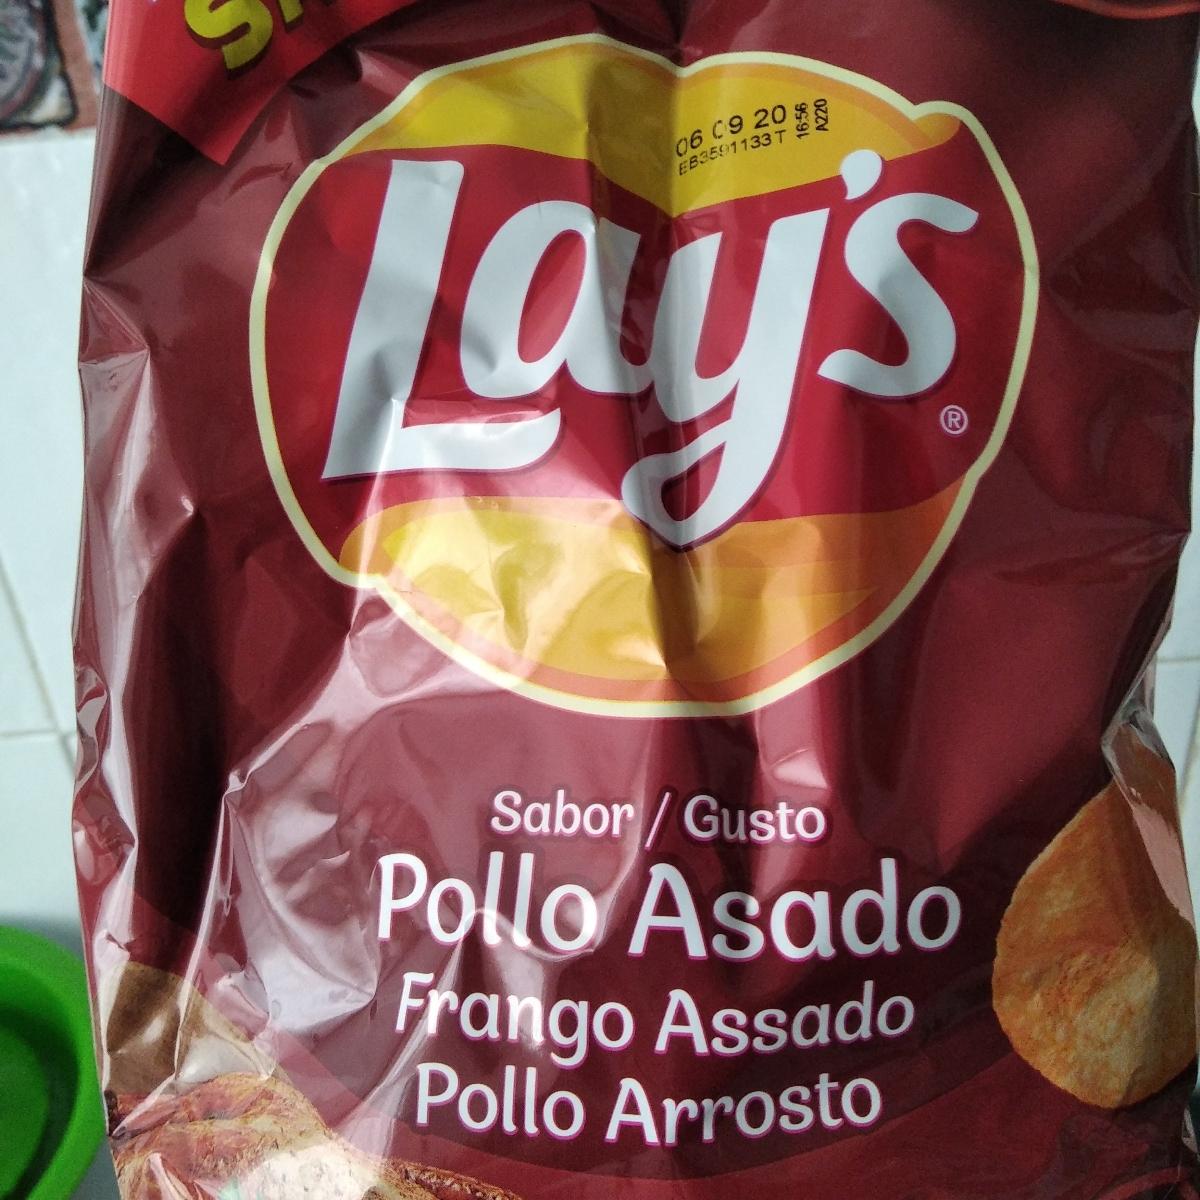 06 09 20
EB3591133T
16:56
A220
Lay's®
Sabor / Gusto
Pollo Asado
Frango Assado
Pollo Arrosto